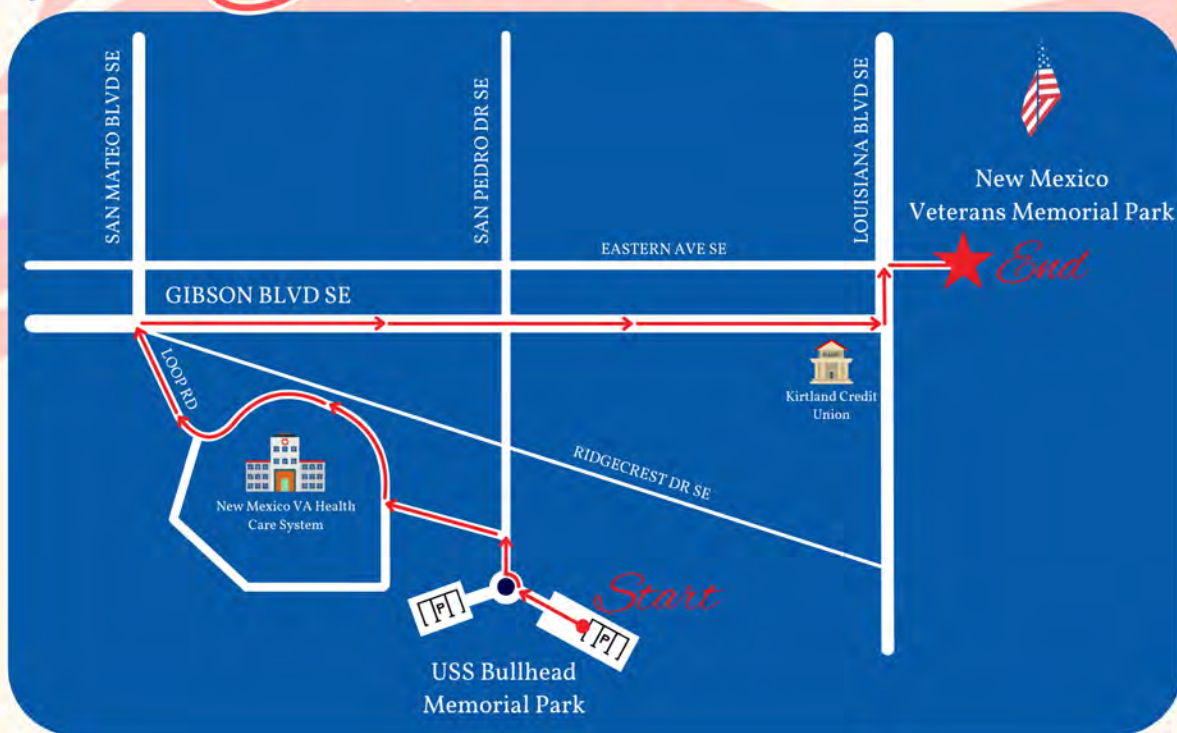 SAN MATEO BLVD SE
SAN PEDRO DR SE
LOUISIANA BLVD SE
New Mexico
Veterans Memorial Park
EASTERN AVE SE
End
GIBSON BLVD SE
LOOP RD
Kirtland Credit
Union
RIDGECREST DR SE
New Mexico VA Health
Care System
Start
P
P
USS Bullhead
Memorial Park